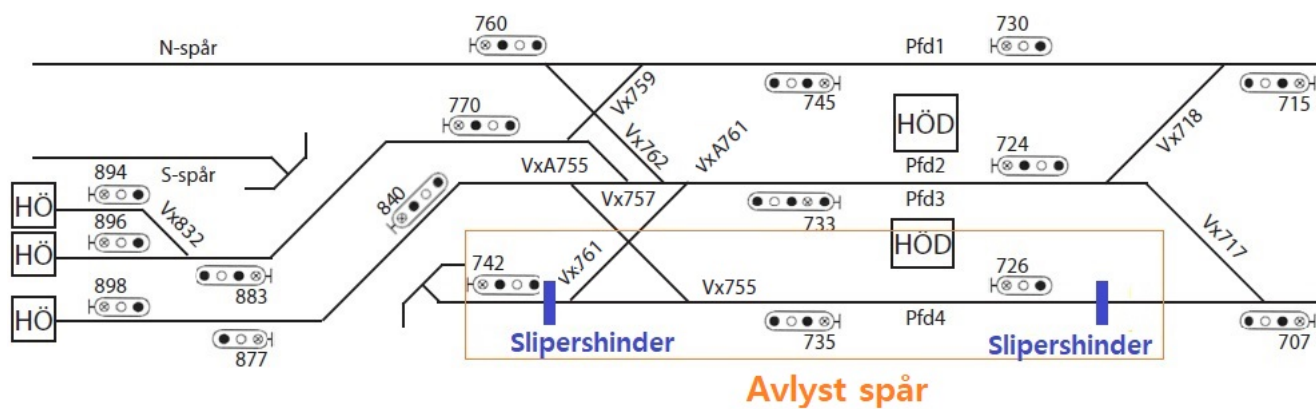 760
730
N-spår
Pfd1
Vx759
745
715
770
HÖD
Vx762
VxA761
Vx718
724
VxA755
Pfd2
S-spår
894
HÖ
840
Vx757
Pfd3
733
896
Vx832
HÖ
HÖD
Vx717
883
742
Vx761
726
898
Vx755
HÖ
Pfd4
877
Slipershinder
735
Slipershinder
707
Avlyst spår